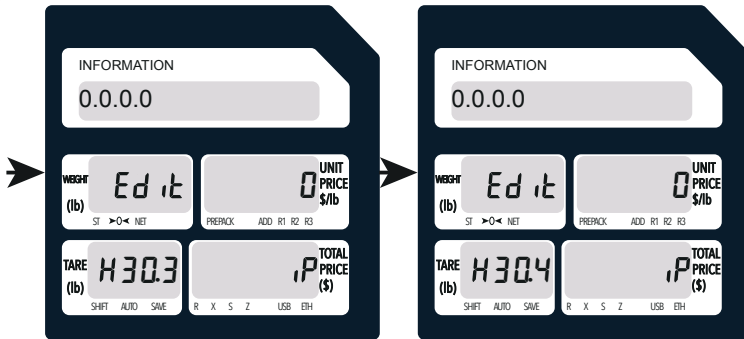 INFORMATION
0.0.0.0
WEIGHT
(lb)
Edit
ST >0< NET
0
UNIT
PRICE
$/lb
PREPACK ADD R1 R2 R3
TARE
(lb)
H30.3
SHIFT AUTO SAVE
iP
TOTAL
PRICE
($)
R X S Z USB ETH
INFORMATION
0.0.0.0
WEIGHT
(lb)
Edit
ST >0< NET
0
UNIT
PRICE
$/lb
PREPACK ADD R1 R2 R3
TARE
(lb)
H30.4
SHIFT AUTO SAVE
iP
TOTAL
PRICE
($)
R X S Z USB ETH